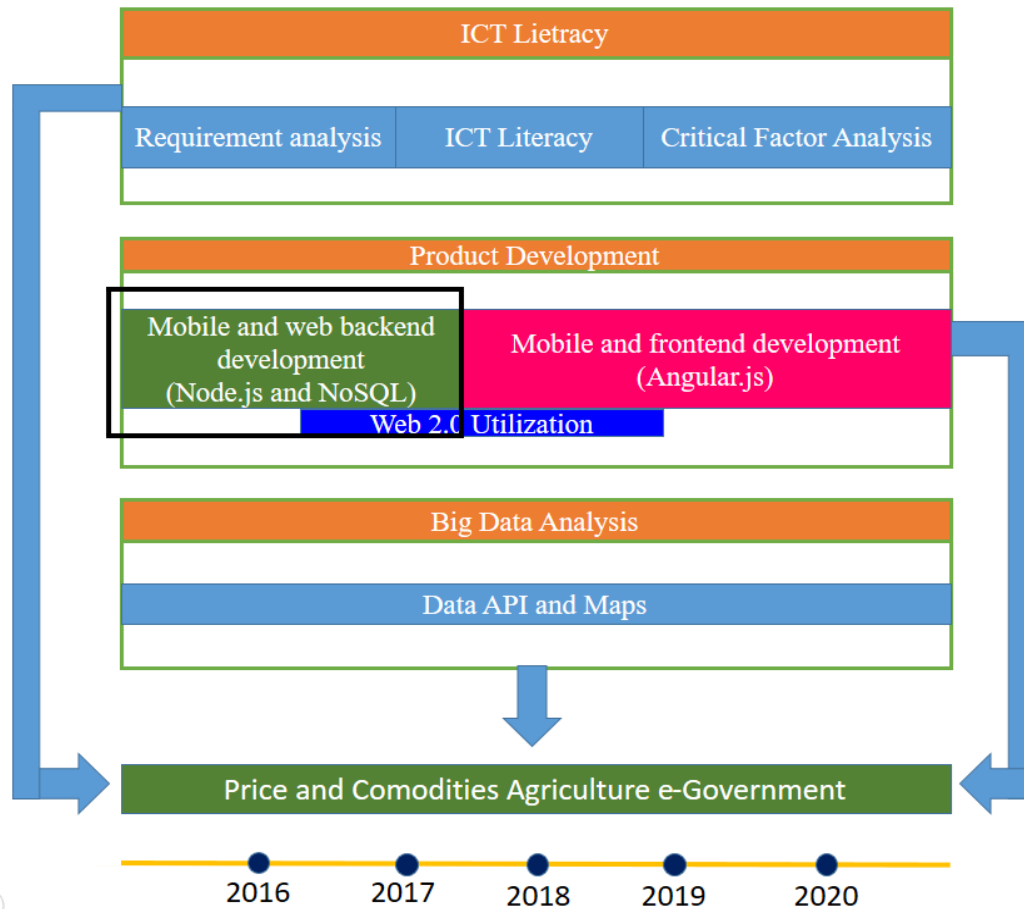 ICT Lietracy
Requirement analysis
ICT Literacy
Critical Factor Analysis
Product Development
Mobile and web backend
development
(Node.js and NoSQL)
Mobile and frontend development
(Angular.js)
Web 2.0 Utilization
Big Data Analysis
Data API and Maps
Price and Comodities Agriculture e-Government
2016
2017
2018
2019
2020